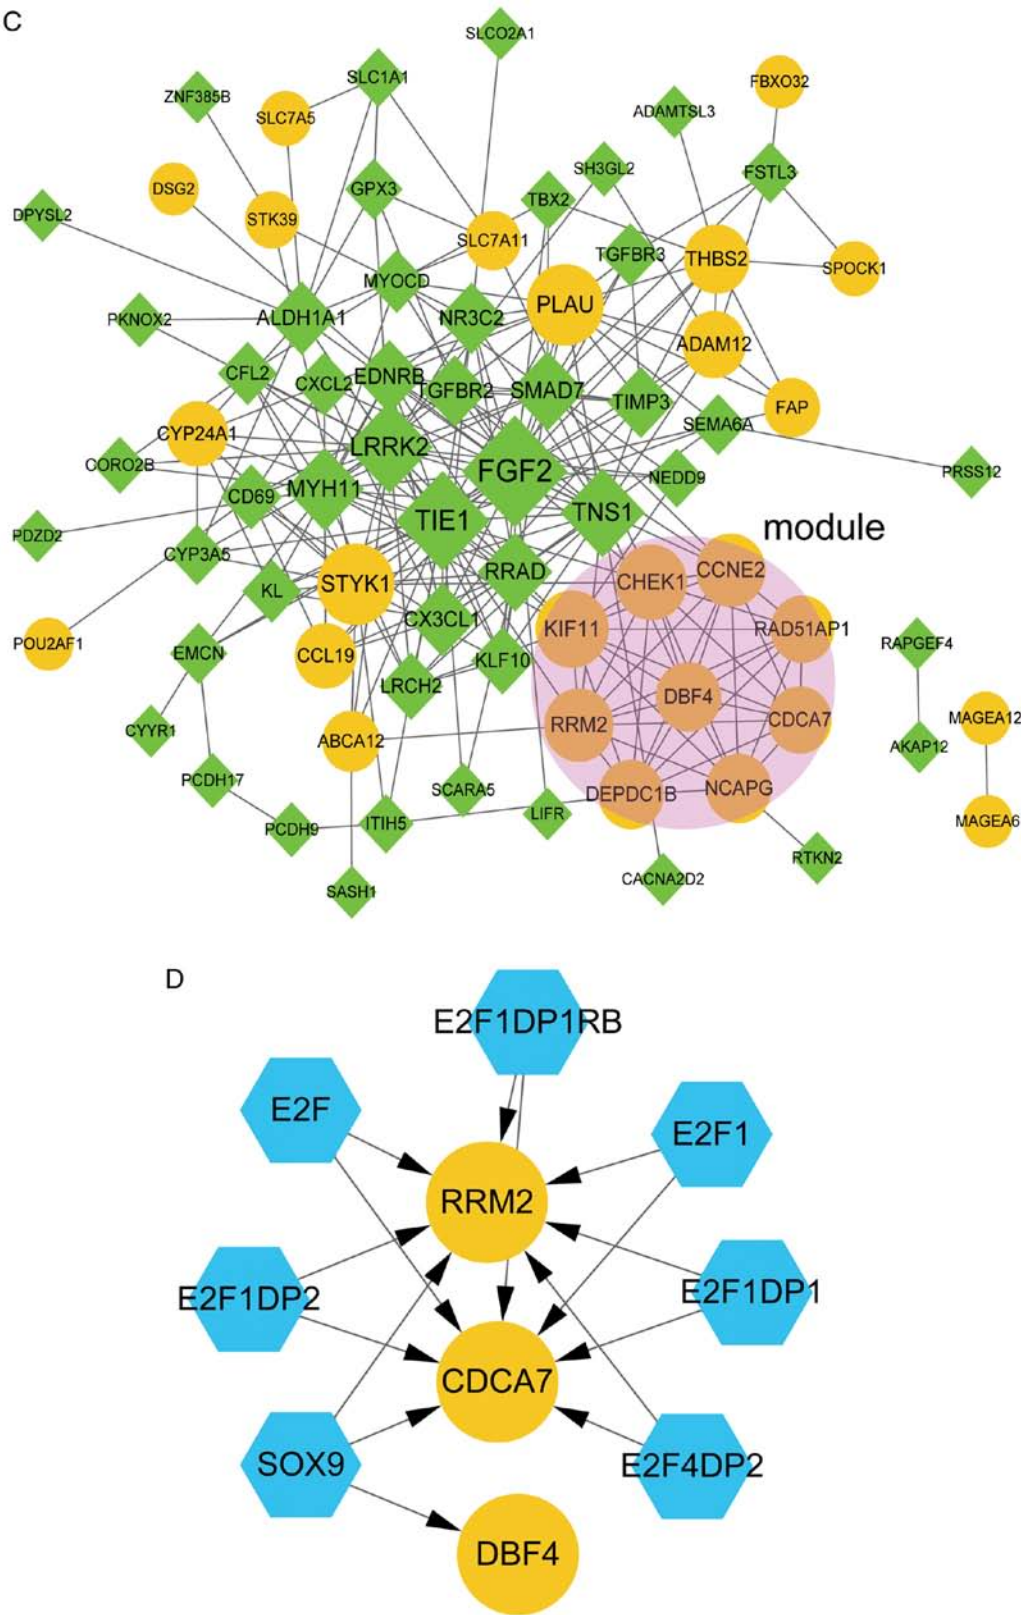 C
SLCO2A1
SLC1A1
FBXO32
ZNF385B
SLC7A5
ADAMTSL3
SH3GL2
FSTL3
DSG2
GPX3
TBX2
DPYSL2
STK39
SLC7A11
TGFBR3
THBS2
SPOCK1
MYOCD
PLAU
PKNOX2
ALDH1A1
NR3C2
ADAM12
CFL2
CXCL2
EDNRB
TGFBR2
SMAD7
TIMP3
FAP
CYP24A1
LRRK2
SEMA6A
CORO2B
FGF2
NEDD9
PRSS12
CD69
MYH11
TIE1
TNS1
module
PDZD2
CYP3A5
STYK1
RRAD
CHEK1
CCNE2
KL
CX3CL1
KIF11
RAD51AP1
POU2AF1
EMCN
CCL19
KLF10
RAPGEF4
LRCH2
DBF4
CYYR1
ABCA12
RRM2
CDCA7
AKAP12
MAGEA12
PCDH17
SCARA5
DEPDC1B
NCAPG
PCDH9
ITIH5
LIFR
MAGEA6
SASH1
CACNA2D2
RTKN2
D
E2F1DP1RB
E2F
E2F1
RRM2
E2F1DP2
E2F1DP1
CDCA7
SOX9
E2F4DP2
DBF4